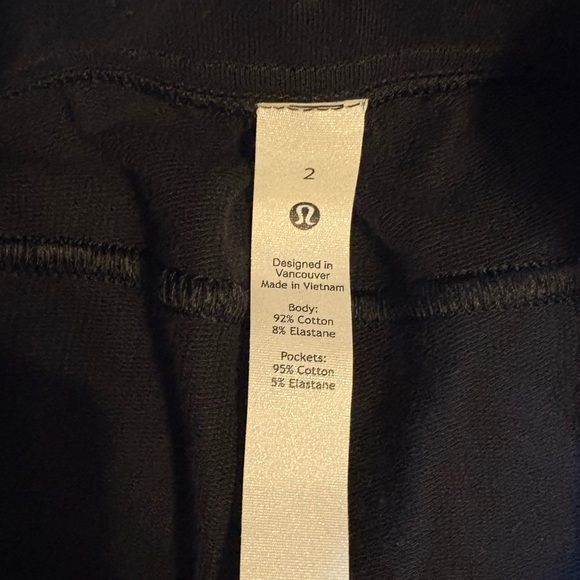 2
Designed in
Vancouver
Made in Vietnam
Body:
92% Cotton
8% Elastane
Pockets:
95% Cotton
5% Elastane